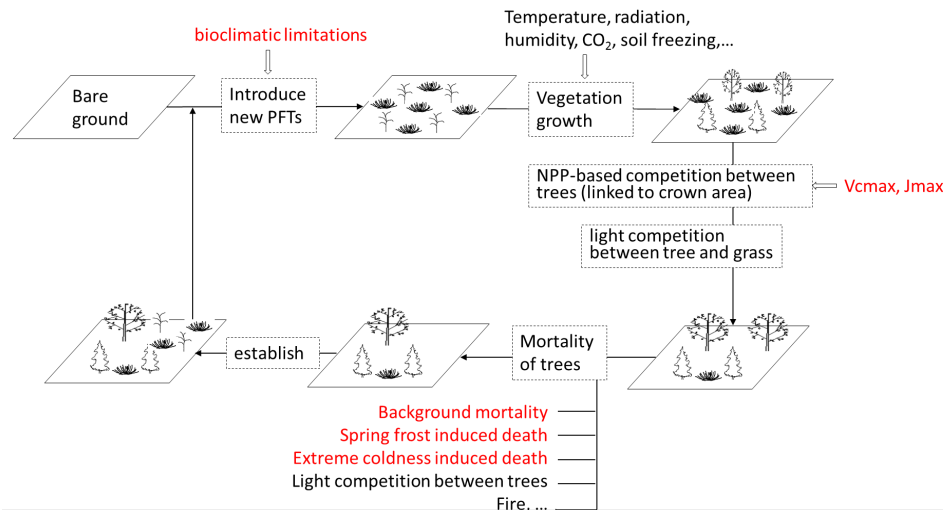 bioclimatic limitations
Temperature, radiation,
humidity, CO₂, soil freezing,...
Bare
ground
Introduce
new PFTs
Vegetation
growth
NPP-based competition between
trees (linked to crown area)
Vcmax, Jmax
light competition
between tree and grass
establish
Mortality
of trees
Background mortality
Spring frost induced death
Extreme coldness induced death
Light competition between trees
Fire, ...